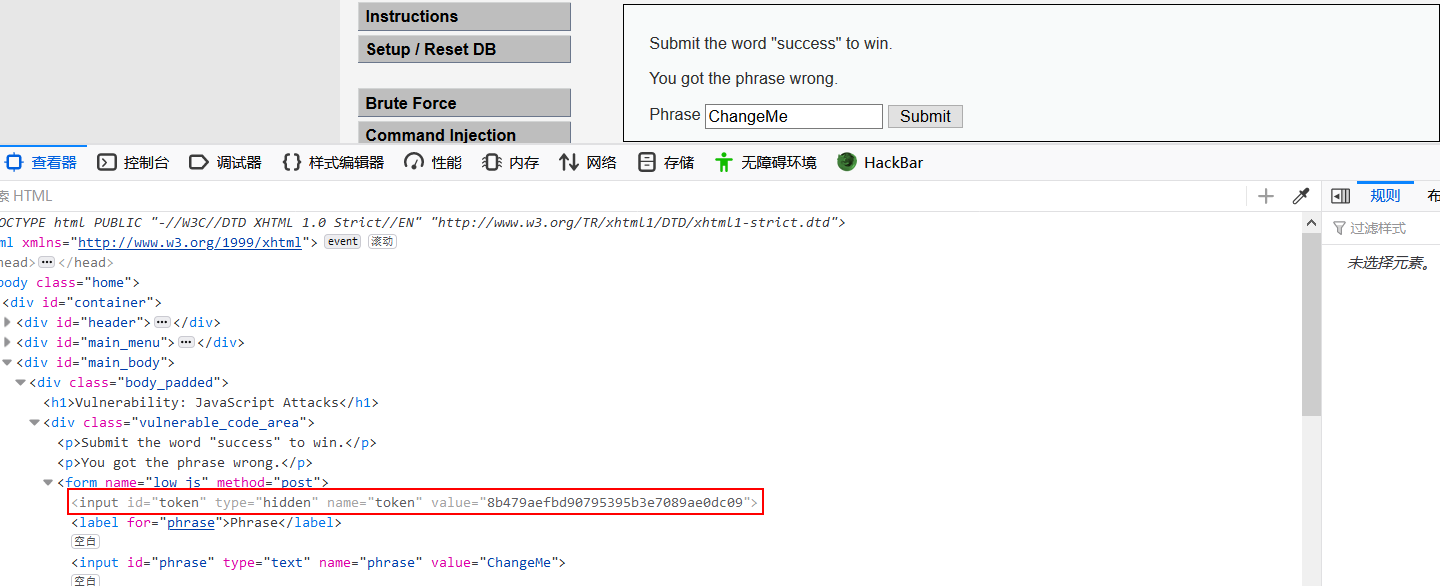 Instructions
Setup / Reset DB
Brute Force
Command Injection
Submit the word "success" to win.
You got the phrase wrong.
Phrase ChangeMe Submit
查看器 控制台 调试器 {} 样式编辑器 性能 内存 网络 存储 无障碍环境 HackBar
索 HTML
规则 布
过滤样式
未选择元素。
OCTYPE html PUBLIC "-//W3C//DTD XHTML 1.0 Strict//EN" "http://www.w3.org/TR/xhtml1/DTD/xhtml1-strict.dtd">
ml xmlns="http://www.w3.org/1999/xhtml"> event 滚动
head>•••</head>
ody class="home">
<div id="container">
<div id="header">•••</div>
<div id="main_menu">•••</div>
<div id="main_body">
<div class="body_padded">
<h1>Vulnerability: JavaScript Attacks</h1>
<div class="vulnerable_code_area">
<p>Submit the word "success" to win.</p>
<p>You got the phrase wrong.</p>
<form name="low_js" method="post">
<input id="token" type="hidden" name="token" value="8b479aefbd90795395b3e7089ae0dc09">
<label for="phrase">Phrase</label>
空白
<input id="phrase" type="text" name="phrase" value="ChangeMe">
空白